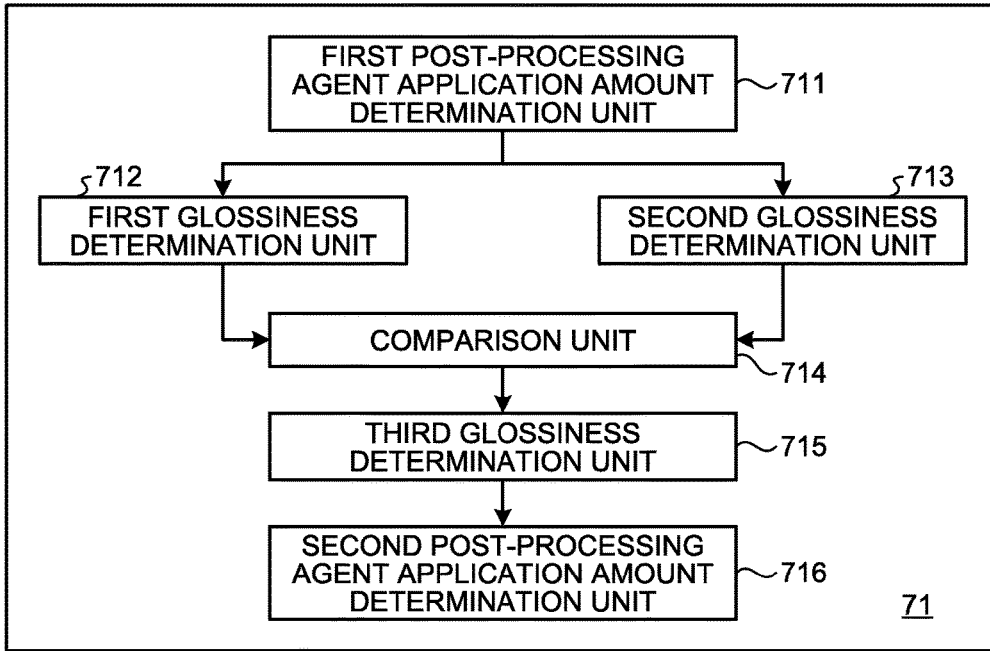 FIRST POST-PROCESSING
AGENT APPLICATION AMOUNT
DETERMINATION UNIT
711
712
FIRST GLOSSINESS
DETERMINATION UNIT
713
SECOND GLOSSINESS
DETERMINATION UNIT
COMPARISON UNIT
714
THIRD GLOSSINESS
DETERMINATION UNIT
715
SECOND POST-PROCESSING
AGENT APPLICATION AMOUNT
DETERMINATION UNIT
716
71